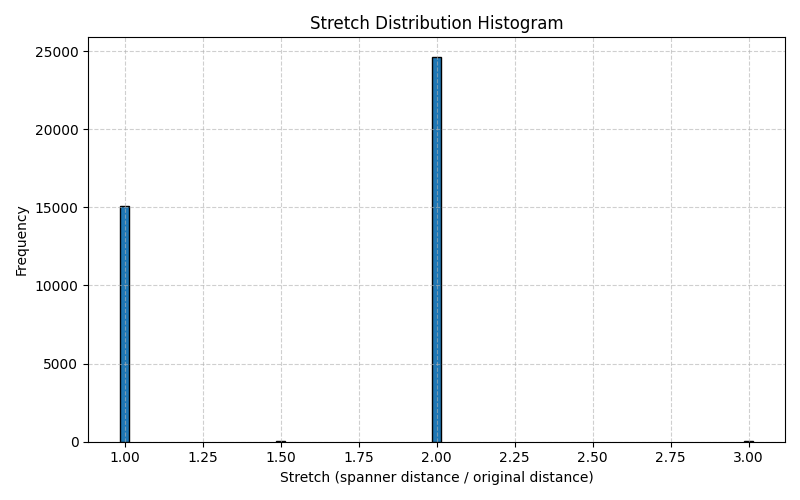 Stretch Distribution Histogram
25000
20000
15000
10000
5000
0
Frequency
1.00 1.25 1.50 1.75 2.00 2.25 2.50 2.75 3.00
Stretch (spanner distance / original distance)